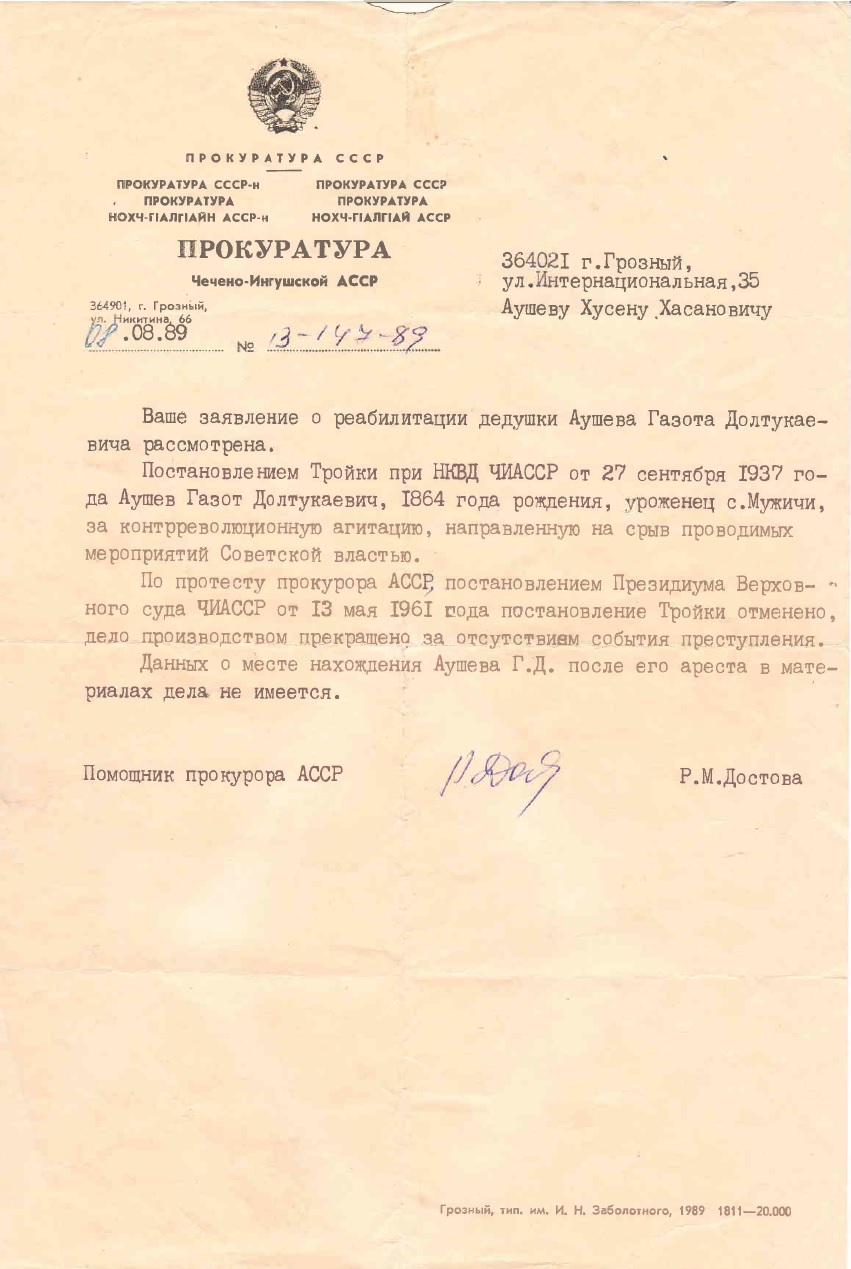 ПРОКУРАТУРА СССР
ПРОКУРАТУРА СССР-н
ПРОКУРАТУРА
НОХЧ-ГIАЛГIАЙН АССР-н
ПРОКУРАТУРА СССР
ПРОКУРАТУРА
НОХЧ-ГIАЛГIАЙ АССР
ПРОКУРАТУРА
Чечено-Ингушской АССР
364901, г. Грозный,
ул. Никитина, 66
08.08.89 № 13-147-89
364021 г.Грозный,
ул.Интернациональная,35
Аушеву Хусену Хасановичу
Ваше заявление о реабилитации дедушки Аушева Газота Долтукае-
вича рассмотрена.
Постановлением Тройки при НКВД ЧИАССР от 27 сентября 1937 го-
да Аушев Газот Долтукаевич, 1864 года рождения, уроженец с.Мужичи,
за контрреволюционную агитацию, направленную на срыв проводимых
мероприятий Советской властью.
По протесту прокурора АССР, постановлением Президиума Верхов-
ного суда ЧИАССР от 13 мая 1961 года постановление Тройки отменено,
дело производством прекращено за отсутствием события преступления.
Данных о месте нахождения Аушева Г.Д. после его ареста в мате-
риалах дела не имеется.
Помощник прокурора АССР
Р.М.Достова
Грозный, тип. им. И. Н. Заболотного, 1989 1811—20.000